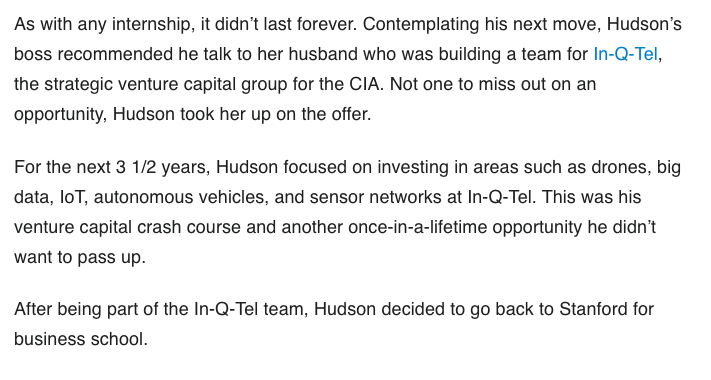 As with any internship, it didn’t last forever. Contemplating his next move, Hudson’s
boss recommended he talk to her husband who was building a team for In-Q-Tel,
the strategic venture capital group for the CIA. Not one to miss out on an
opportunity, Hudson took her up on the offer.
For the next 3 1/2 years, Hudson focused on investing in areas such as drones, big
data, IoT, autonomous vehicles, and sensor networks at In-Q-Tel. This was his
venture capital crash course and another once-in-a-lifetime opportunity he didn’t
want to pass up.
After being part of the In-Q-Tel team, Hudson decided to go back to Stanford for
business school.